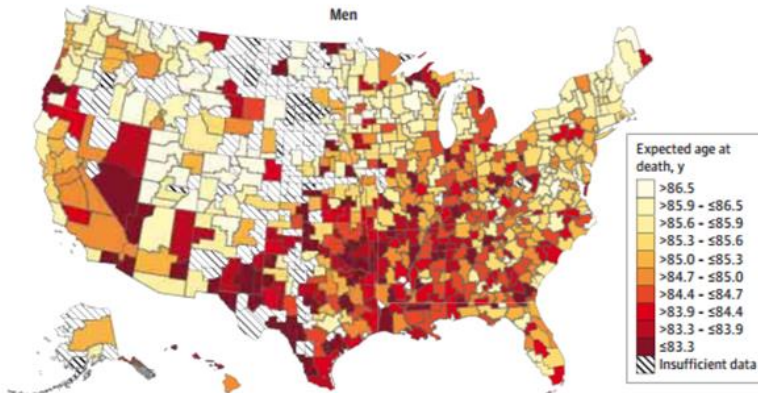 Men
Expected age at
death, y
>86.5
>85.9 - ≤86.5
>85.6 - ≤85.9
>85.3 - ≤85.6
>85.0 - ≤85.3
>84.7 - ≤85.0
>84.4 - ≤84.7
>83.9 - ≤84.4
>83.3 - ≤83.9
≤83.3
Insufficient data